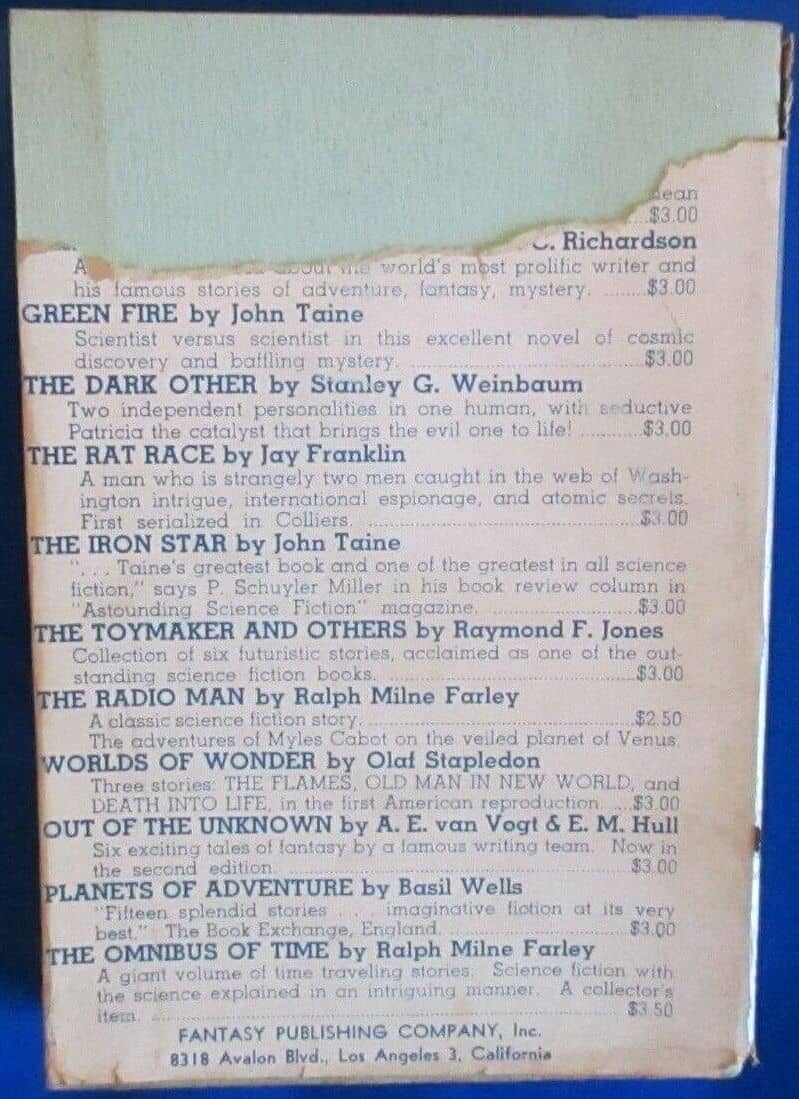 $3.00
C. Richardson
A about the world's most prolific writer and
his famous stories of adventure, fantasy, mystery. ........$3.00
GREEN FIRE by John Taine
Scientist versus scientist in this excellent novel of cosmic
discovery and baffling mystery. ........$3.00
THE DARK OTHER by Stanley G. Weinbaum
Two independent personalities in one human, with seductive
Patricia the catalyst that brings the evil one to life! ........$3.00
THE RAT RACE by Jay Franklin
A man who is strangely two men caught in the web of Wash-
ington intrigue, international espionage, and atomic secrets.
First serialized in Colliers. ........$3.00
THE IRON STAR by John Taine
". . . Taine's greatest book and one of the greatest in all science
fiction," says P. Schuyler Miller in his book review column in
"Astounding Science Fiction" magazine. ........$3.00
THE TOYMAKER AND OTHERS by Raymond F. Jones
Collection of six futuristic stories, acclaimed as one of the out-
standing science fiction books. ........$3.00
THE RADIO MAN by Ralph Milne Farley
A classic science fiction story. ........$2.50
The adventures of Myles Cabot on the veiled planet of Venus.
WORLDS OF WONDER by Olaf Stapledon
Three stories: THE FLAMES, OLD MAN IN NEW WORLD, and
DEATH INTO LIFE, in the first American reproduction. ....$3.00
OUT OF THE UNKNOWN by A. E. van Vogt & E. M. Hull
Six exciting tales of fantasy by a famous writing team. Now in
the second edition. ........$3.00
PLANETS OF ADVENTURE by Basil Wells
"Fifteen splendid stories . . . imaginative fiction at its very
best." The Book Exchange, England. ........$3.00
THE OMNIBUS OF TIME by Ralph Milne Farley
A giant volume of time traveling stories. Science fiction with
the science explained in an intriguing manner. A collector's
item. ........$3.50
FANTASY PUBLISHING COMPANY, Inc.
8318 Avalon Blvd., Los Angeles 3, California